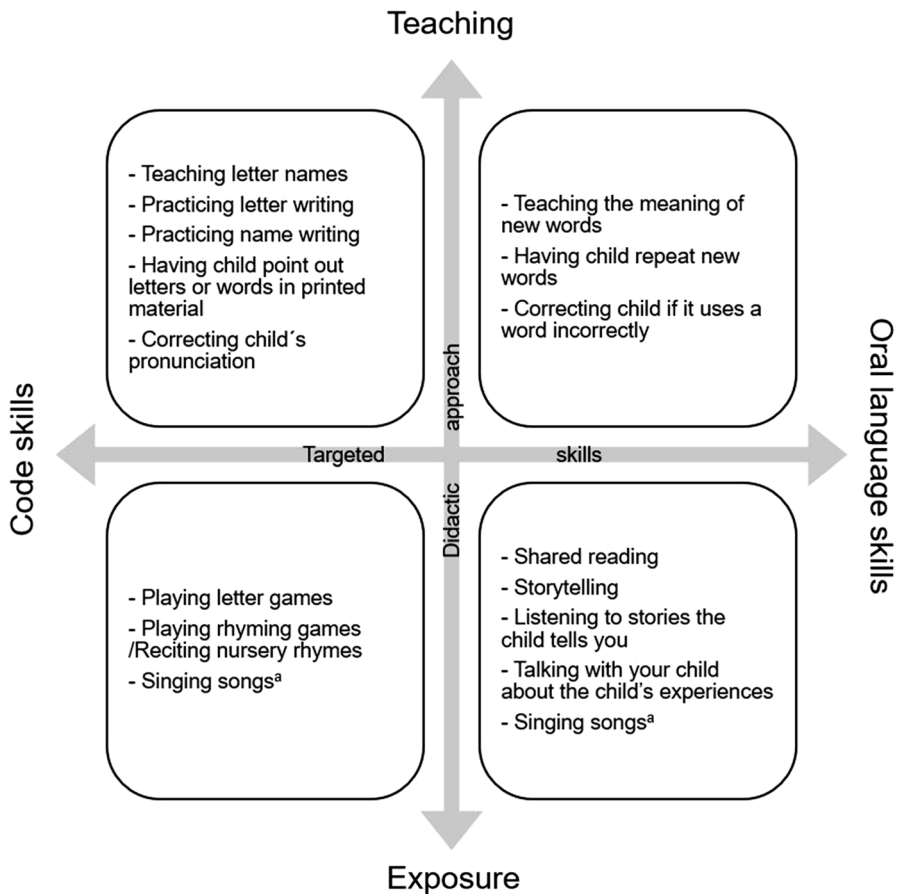 Teaching
- Teaching letter names
- Practicing letter writing
- Practicing name writing
- Having child point out
letters or words in printed
material
- Correcting child´s
pronunciation
- Teaching the meaning of
new words
- Having child repeat new
words
- Correcting child if it uses a
word incorrectly
Code skills
Targeted skills
Didactic approach
Oral language skills
- Playing letter games
- Playing rhyming games
/Reciting nursery rhymes
- Singing songsᵃ
- Shared reading
- Storytelling
- Listening to stories the
child tells you
- Talking with your child
about the child’s experiences
- Singing songsᵃ
Exposure